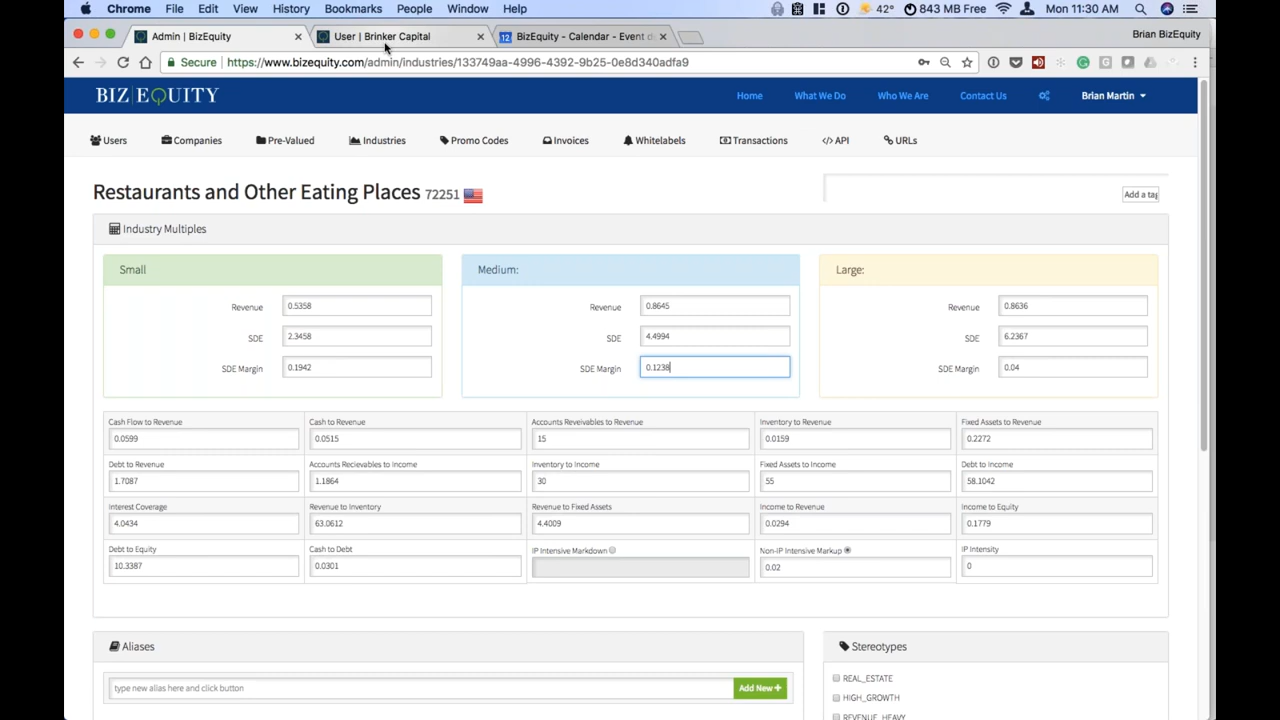 Chrome File Edit View History Bookmarks People Window Help 42° 843 MB Free Mon 11:30 AM
Admin | BizEquity User | Brinker Capital 12 BizEquity - Calendar - Event d Brian BizEquity
Secure https://www.bizequity.com/admin/industries/133749aa-4996-4392-9b25-0e8d340adfa9
BIZ EQUITY Home What We Do Who We Are Contact Us Brian Martin
Users Companies Pre-Valued Industries Promo Codes Invoices Whitelabels Transactions </> API URLs
Restaurants and Other Eating Places 72251 Add a tag
Industry Multiples
Small Medium: Large:
Revenue 0.5358 Revenue 0.8645 Revenue 0.8636
SDE 2.3458 SDE 4.4994 SDE 6.2367
SDE Margin 0.1942 SDE Margin 0.1238 SDE Margin 0.04
Cash Flow to Revenue Cash to Revenue Accounts Reveivables to Revenue Inventory to Revenue Fixed Assets to Revenue
0.0599 0.0515 15 0.0159 0.2272
Debt to Revenue Accounts Recievables to Income Inventory to Income Fixed Assets to Income Debt to Income
1.7087 1.1864 30 55 58.1042
Interest Coverage Revenue to Inventory Revenue to Fixed Assets Income to Revenue Income to Equity
4.0434 63.0612 4.4009 0.0294 0.1779
Debt to Equity Cash to Debt IP Intensive Markdown Non-IP Intensive Markup IP Intensity
10.3387 0.0301 0.02 0
Aliases Stereotypes
type new alias here and click button Add New + REAL_ESTATE
HIGH_GROWTH
REVENUE_HEAVY